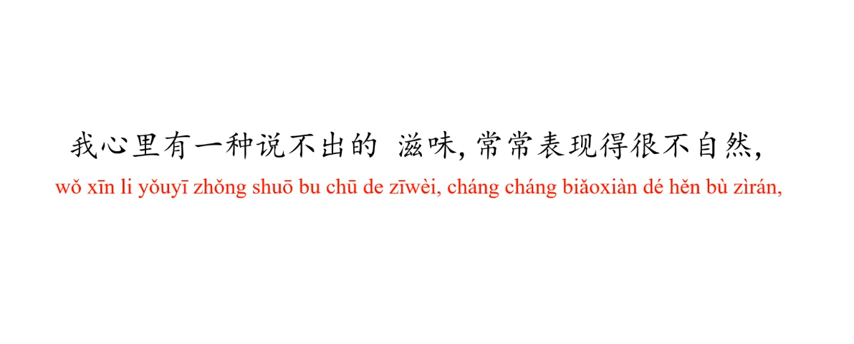 我心里有一种说不出的 滋味,常常表现得很不自然,
wǒ xīn li yǒuyī zhǒng shuō bu chū de zīwèi, cháng cháng biǎoxiàn dé hěn bù zìrán,